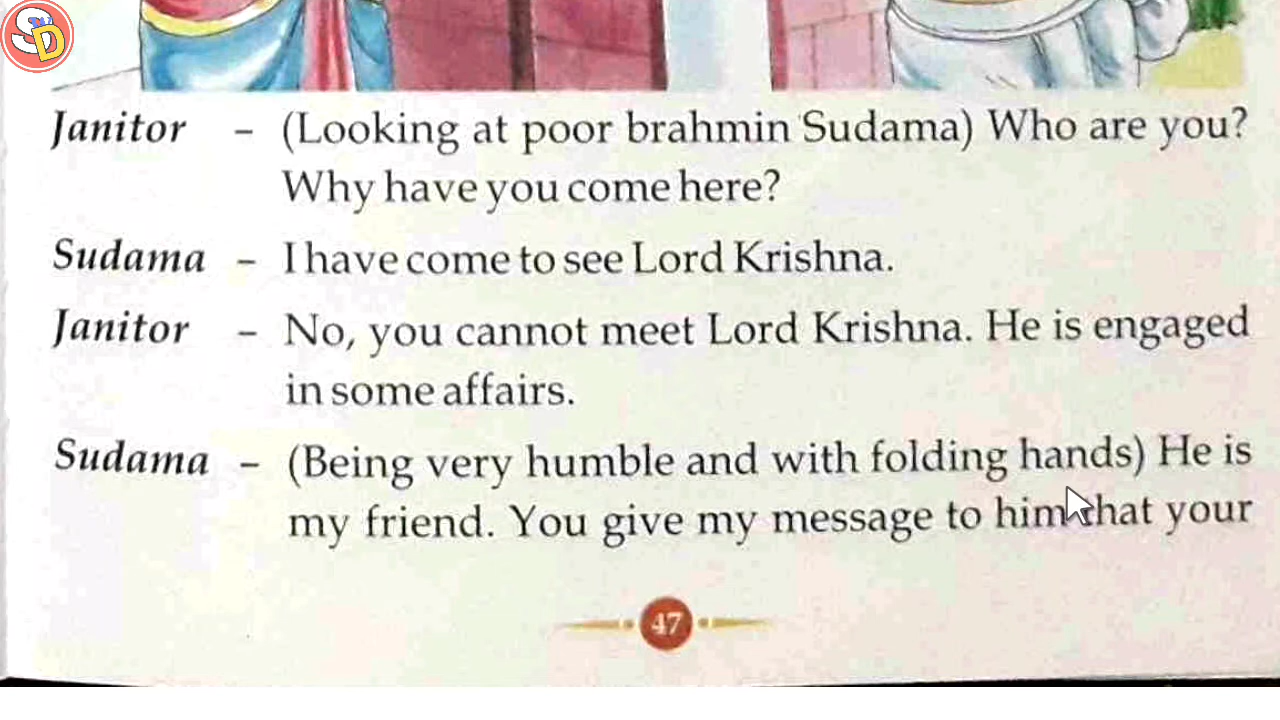 SD
Janitor – (Looking at poor brahmin Sudama) Who are you?
Why have you come here?
Sudama – I have come to see Lord Krishna.
Janitor – No, you cannot meet Lord Krishna. He is engaged
in some affairs.
Sudama – (Being very humble and with folding hands) He is
my friend. You give my message to him that your
47